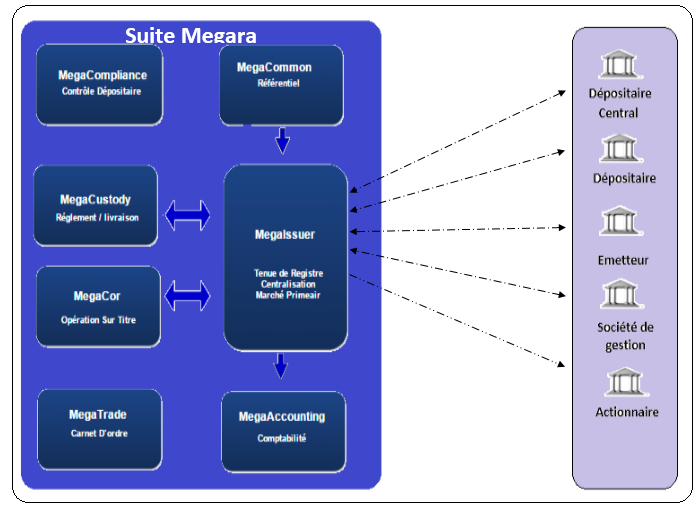 Suite Megara
MegaCompliance
Contrôle Dépositaire
MegaCommon
Référentiel
MegaCustody
Réglement / livraison
MegaIssuer
Tenue de Registre
Centralisation
Marché Primeair
MegaCor
Opération Sur Titre
MegaTrade
Carnet D'ordre
MegaAccounting
Comptabilité
Dépositaire
Central
Dépositaire
Emetteur
Société de
gestion
Actionnaire